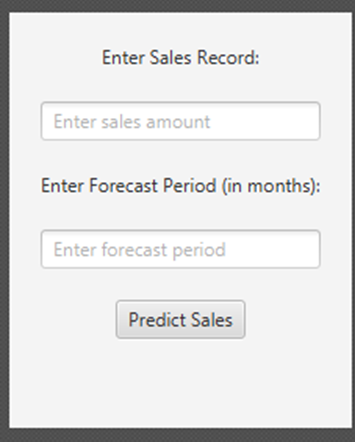 Enter Sales Record:
Enter sales amount
Enter Forecast Period (in months):
Enter forecast period
Predict Sales